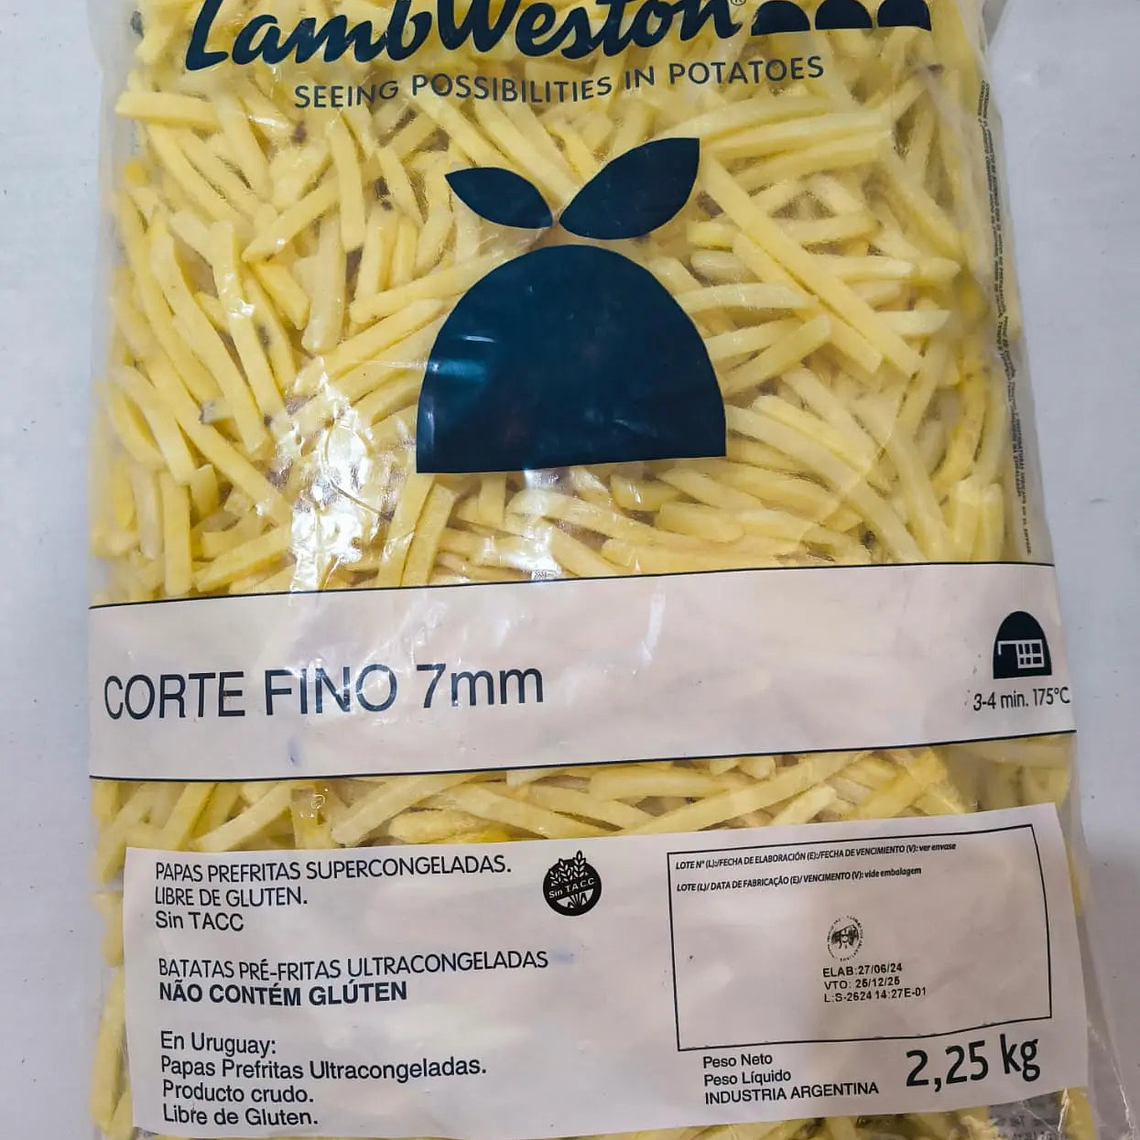 LambWeston®
SEEING POSSIBILITIES IN POTATOES
CORTE FINO 7mm
3-4 min. 175°C
PAPAS PREFRITAS SUPERCONGELADAS.
LIBRE DE GLUTEN.
Sin TACC
Sin T.A.C.C
BATATAS PRÉ-FRITAS ULTRACONGELADAS
NÃO CONTÉM GLÚTEN
En Uruguay:
Papas Prefritas Ultracongeladas.
Producto crudo.
Libre de Gluten.
LOTE N° (L):/FECHA DE ELABORACIÓN (E):/FECHA DE VENCIMIENTO (V): ver envase
LOTE (L)/ DATA DE FABRICAÇÃO (E)/ VENCIMENTO (V): vide embalagem
ELAB:27/06/24
VTO: 26/12/25
L:S-2624 14:27E-01
Peso Neto
Peso Líquido
INDUSTRIA ARGENTINA
2,25 kg